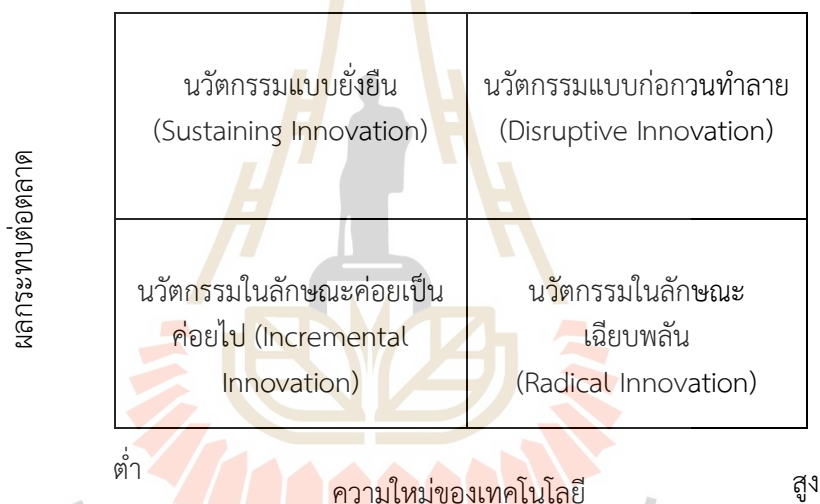 ผลกระทบต่อตลาด
นวัตกรรมแบบยั่งยืน
(Sustaining Innovation)
นวัตกรรมแบบก่อกวนทำลาย
(Disruptive Innovation)
นวัตกรรมในลักษณะค่อยเป็น
ค่อยไป (Incremental
Innovation)
นวัตกรรมในลักษณะ
เฉียบพลัน
(Radical Innovation)
ต่ำ
ความใหม่ของเทคโนโลยี
สูง